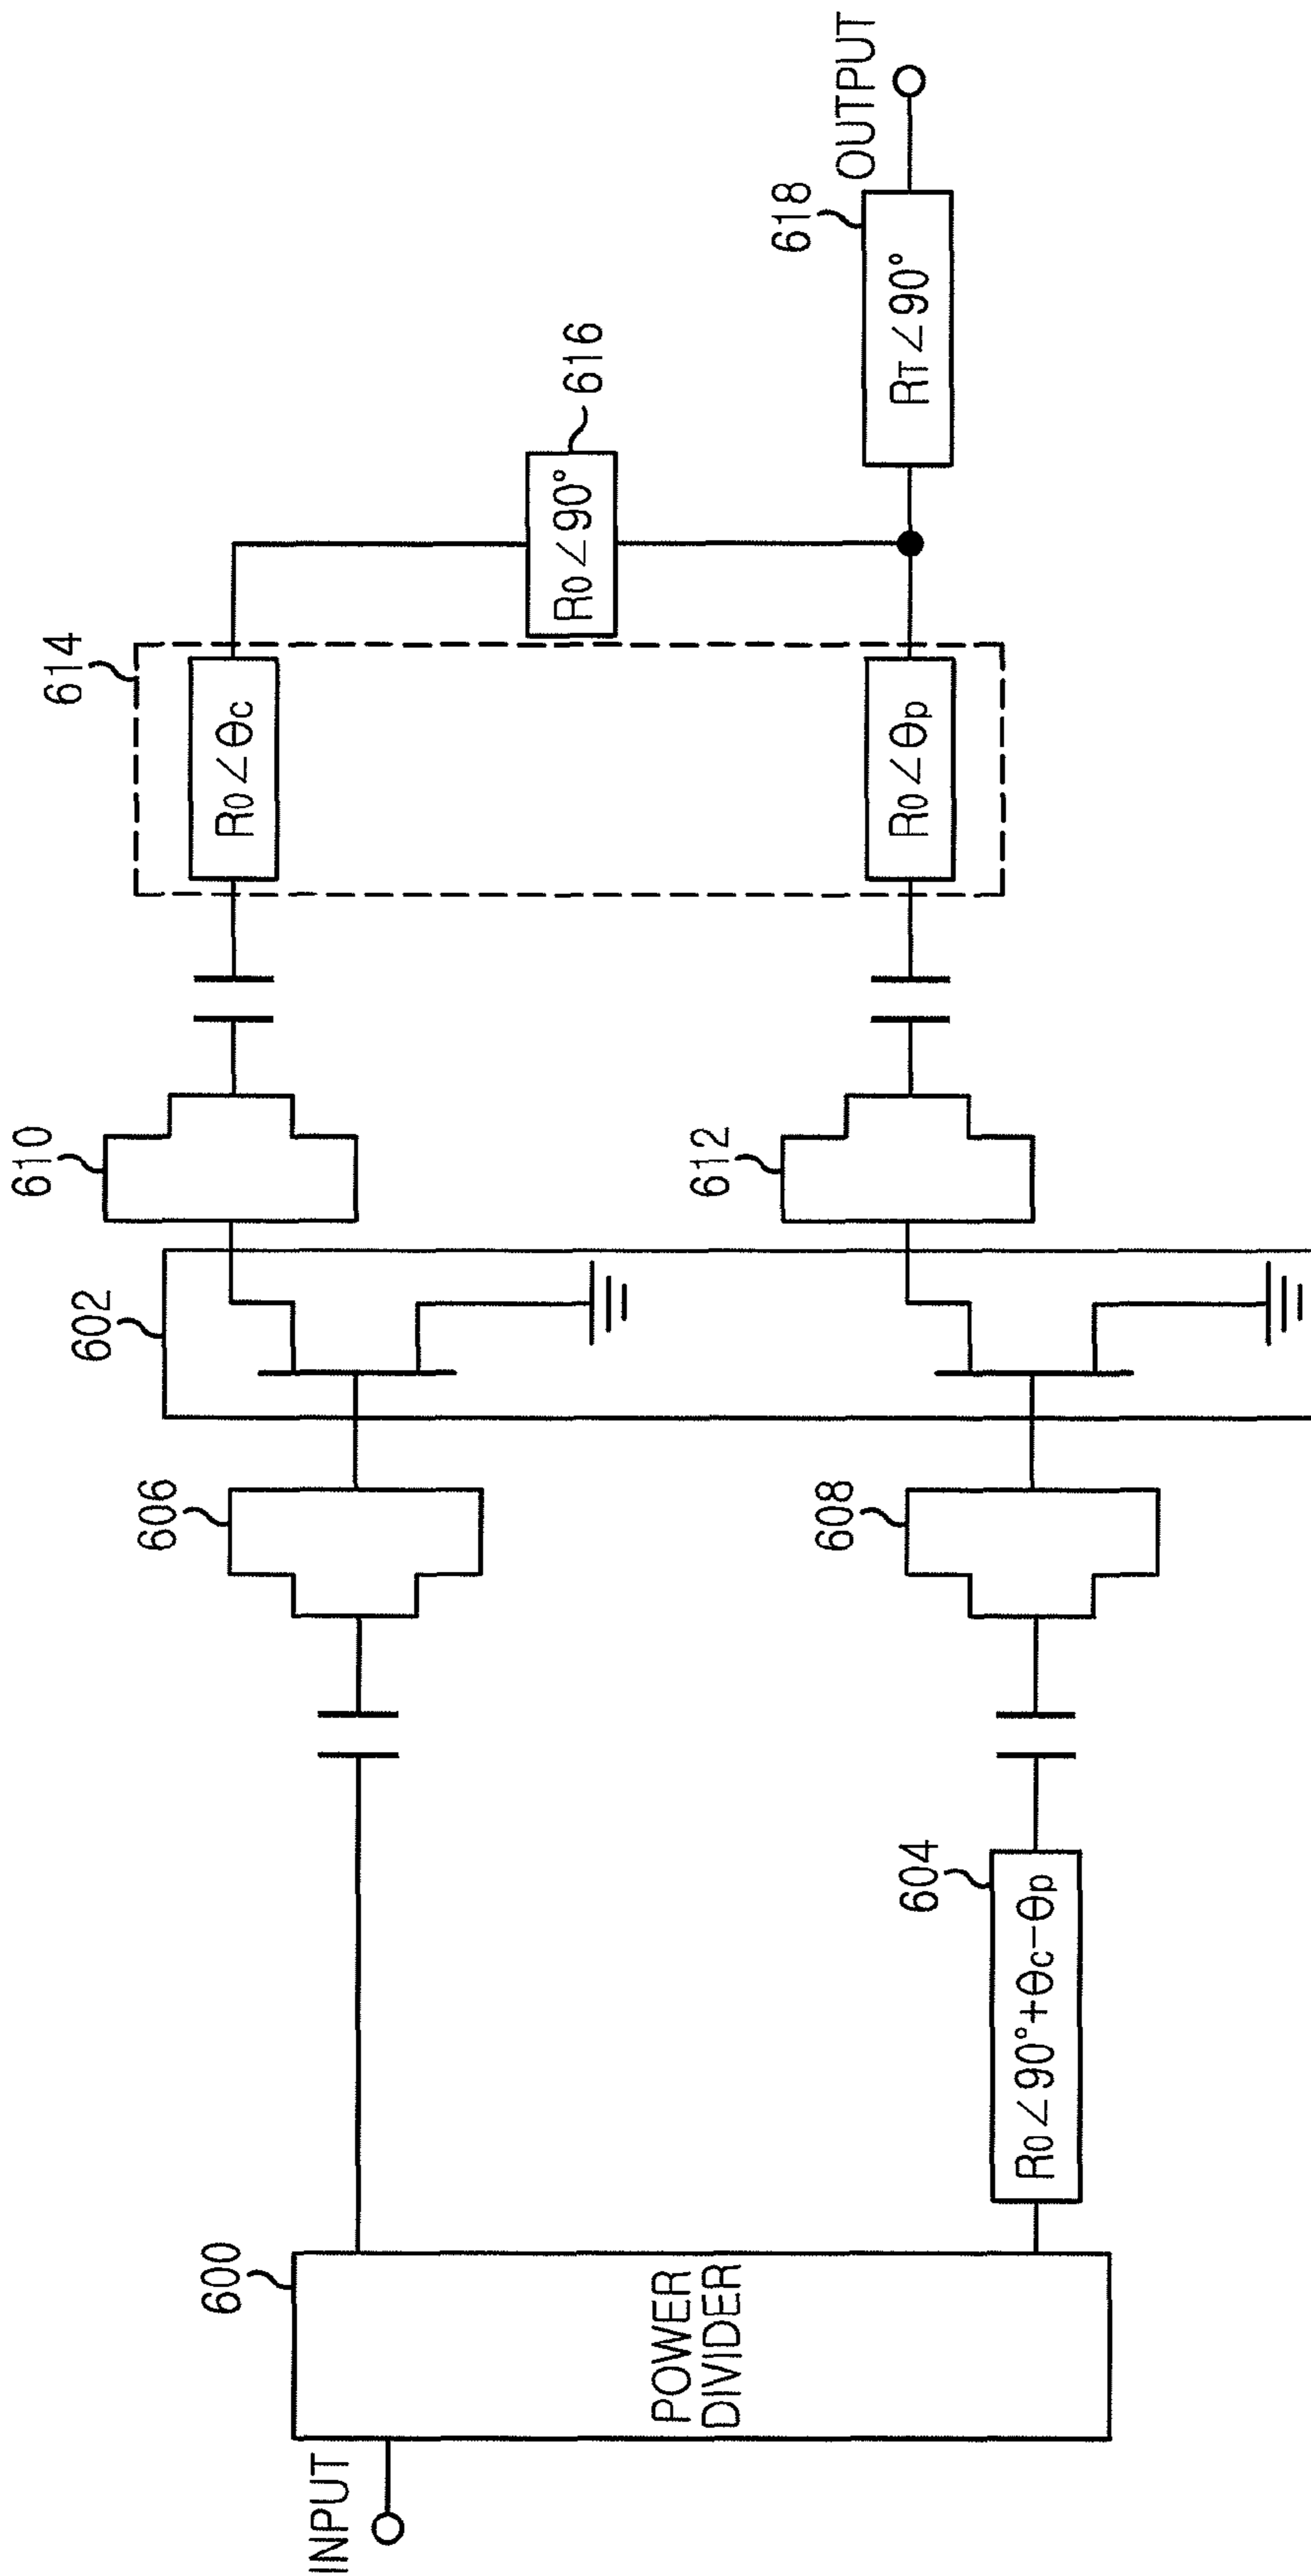 INPUT
600
POWER
DIVIDER
604
R0∠90°+θc−θp
606
608
602
610
612
614
R0∠θc
R0∠θp
616
R0∠90°
618
RT∠90°
OUTPUT